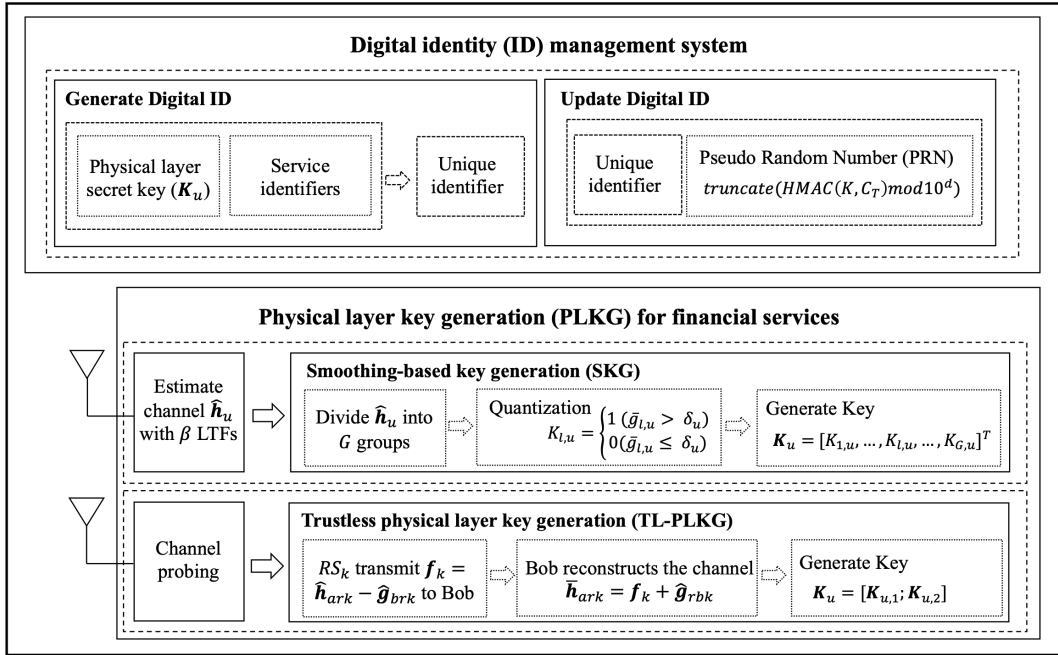 Digital identity (ID) management system
Generate Digital ID
Physical layer
secret key (𝑲ᵤ)
Service
identifiers
Unique
identifier
Update Digital ID
Unique
identifier
Pseudo Random Number (PRN)
truncate(HMAC(K, C_T)mod10^d)
Physical layer key generation (PLKG) for financial services
Estimate
channel ĥ_u
with β LTFs
Smoothing-based key generation (SKG)
Divide ĥ_u into
G groups
Quantization
K_{l,u} = {1 (ḡ_{l,u} > δ_u)
0(ḡ_{l,u} ≤ δ_u)
Generate Key
K_u = [K_{1,u}, … , K_{l,u}, … , K_{G,u}]^T
Channel
probing
Trustless physical layer key generation (TL-PLKG)
RS_k transmit f_k =
ĥ_{ark} − ĝ_{brk} to Bob
Bob reconstructs the channel
h̄_{ark} = f_k + ĝ_{rbk}
Generate Key
K_u = [K_{u,1}; K_{u,2}]